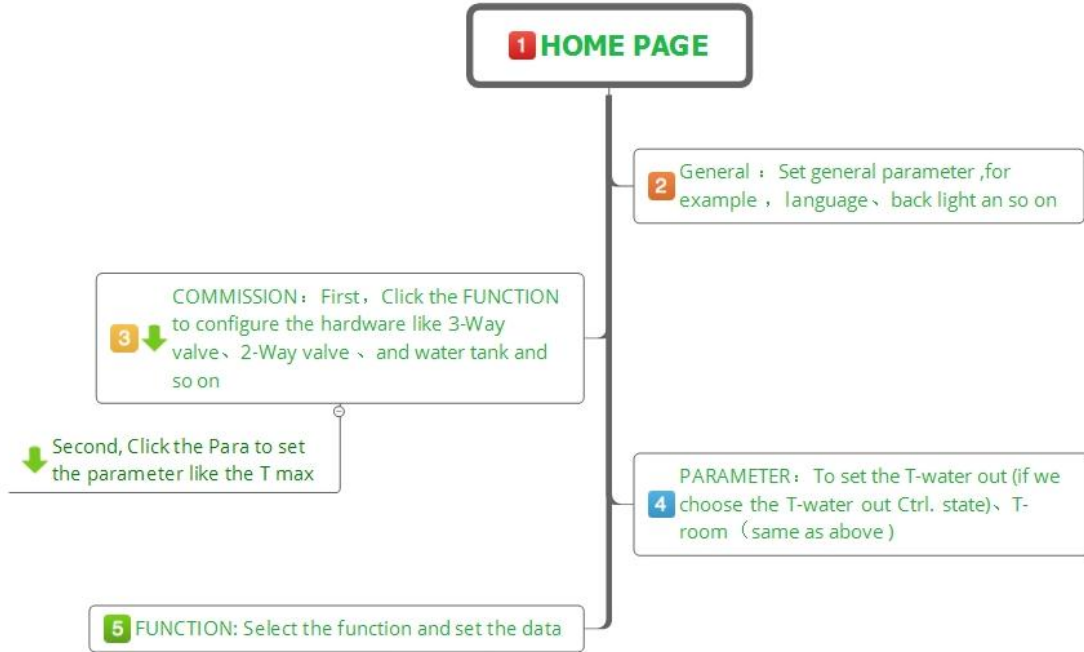 1 HOME PAGE
2 General ： Set general parameter ,for
example ，language、back light an so on
3 COMMISSION：First，Click the FUNCTION
to configure the hardware like 3-Way
valve、2-Way valve 、and water tank and
so on
Second, Click the Para to set
the parameter like the T max
4 PARAMETER：To set the T-water out (if we
choose the T-water out Ctrl. state)、T-
room（same as above )
5 FUNCTION: Select the function and set the data